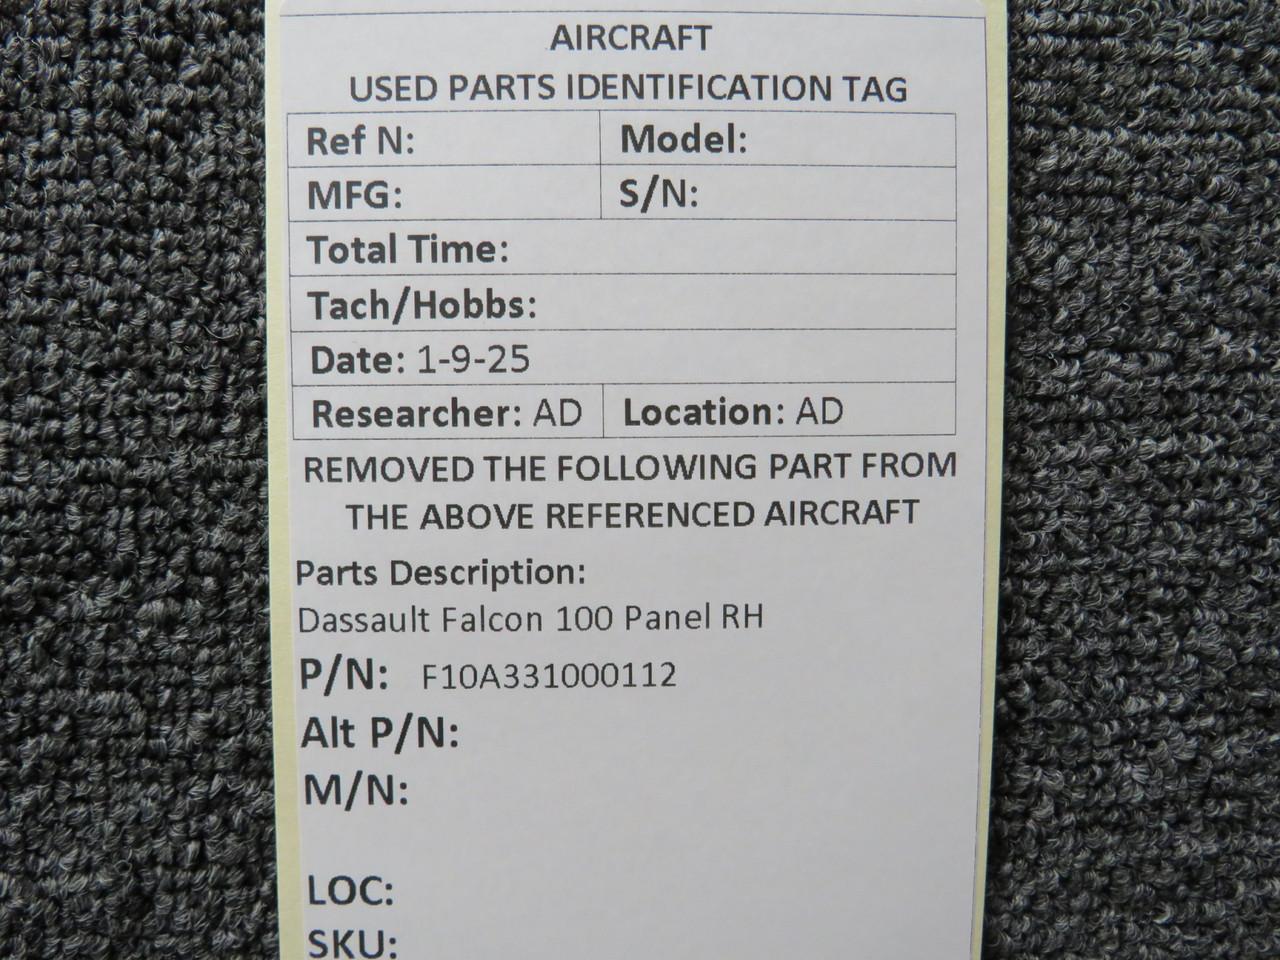 AIRCRAFT
USED PARTS IDENTIFICATION TAG
Ref N: Model:
MFG: S/N:
Total Time:
Tach/Hobbs:
Date: 1-9-25
Researcher: AD Location: AD
REMOVED THE FOLLOWING PART FROM
THE ABOVE REFERENCED AIRCRAFT
Parts Description:
Dassault Falcon 100 Panel RH
P/N: F10A331000112
Alt P/N:
M/N:
LOC:
SKU: